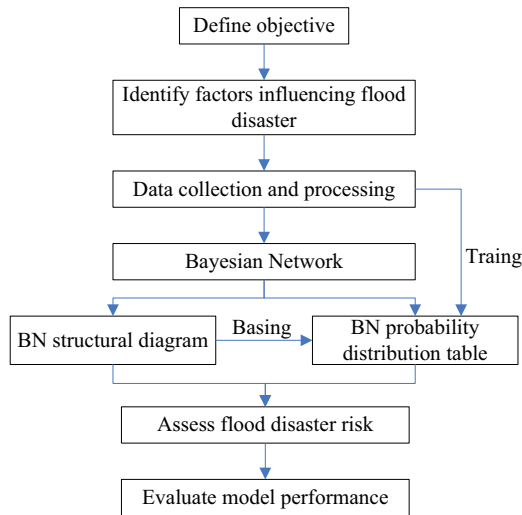 Define objective
Identify factors influencing flood
disaster
Data collection and processing
Traing
Bayesian Network
BN structural diagram
Basing
BN probability
distribution table
Assess flood disaster risk
Evaluate model performance